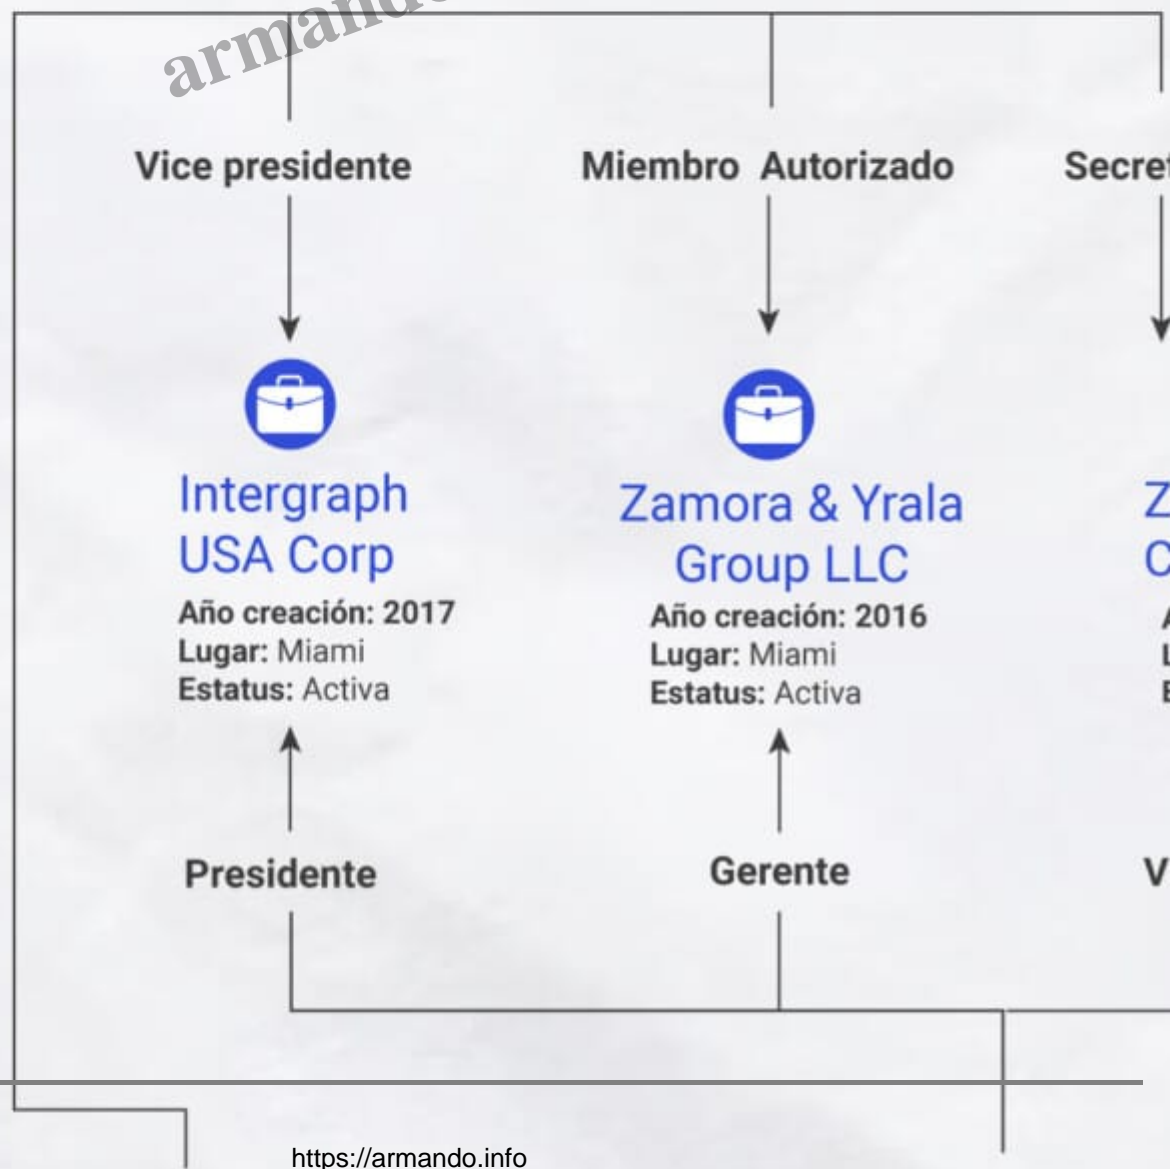 armando
Vice presidente
Miembro Autorizado
Intergraph
USA Corp
Año creación: 2017
Lugar: Miami
Estatus: Activa
Zamora & Yrala
Group LLC
Año creación: 2016
Lugar: Miami
Estatus: Activa
Presidente
Gerente
https://armando.info